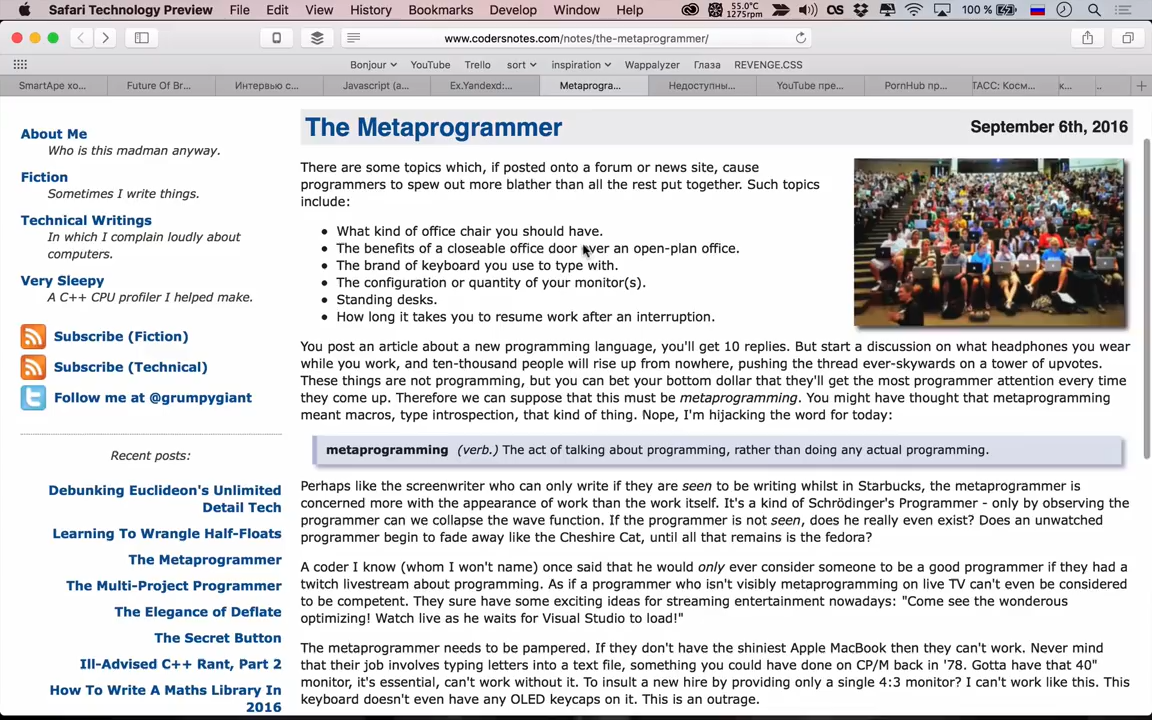 Safari Technology Preview File Edit View History Bookmarks Develop Window Help 55.0°C 1275rpm 100 %
www.codersnotes.com/notes/the-metaprogrammer/
Bonjour YouTube Trello sort inspiration Wappalyzer Глаза REVENGE.CSS
SmartApe хо... Future Of Br... Интервью с... Javascript (a... Ex.Yandexd:... Metaprogra... Недоступны... YouTube пре... PornHub пр... ТАСС: Косм... к... ..
The Metaprogrammer
September 6th, 2016
About Me
Who is this madman anyway.
Fiction
Sometimes I write things.
Technical Writings
In which I complain loudly about
computers.
Very Sleepy
A C++ CPU profiler I helped make.
Subscribe (Fiction)
Subscribe (Technical)
Follow me at @grumpygiant
Recent posts:
Debunking Euclideon's Unlimited
Detail Tech
Learning To Wrangle Half-Floats
The Metaprogrammer
The Multi-Project Programmer
The Elegance of Deflate
The Secret Button
Ill-Advised C++ Rant, Part 2
How To Write A Maths Library In
2016
There are some topics which, if posted onto a forum or news site, cause
programmers to spew out more blather than all the rest put together. Such topics
include:
• What kind of office chair you should have.
• The benefits of a closeable office door over an open-plan office.
• The brand of keyboard you use to type with.
• The configuration or quantity of your monitor(s).
• Standing desks.
• How long it takes you to resume work after an interruption.
You post an article about a new programming language, you'll get 10 replies. But start a discussion on what headphones you wear
while you work, and ten-thousand people will rise up from nowhere, pushing the thread ever-skywards on a tower of upvotes.
These things are not programming, but you can bet your bottom dollar that they'll get the most programmer attention every time
they come up. Therefore we can suppose that this must be metaprogramming. You might have thought that metaprogramming
meant macros, type introspection, that kind of thing. Nope, I'm hijacking the word for today:
metaprogramming (verb.) The act of talking about programming, rather than doing any actual programming.
Perhaps like the screenwriter who can only write if they are seen to be writing whilst in Starbucks, the metaprogrammer is
concerned more with the appearance of work than the work itself. It's a kind of Schrödinger's Programmer - only by observing the
programmer can we collapse the wave function. If the programmer is not seen, does he really even exist? Does an unwatched
programmer begin to fade away like the Cheshire Cat, until all that remains is the fedora?
A coder I know (whom I won't name) once said that he would only ever consider someone to be a good programmer if they had a
twitch livestream about programming. As if a programmer who isn't visibly metaprogramming on live TV can't even be considered
to be competent. They sure have some exciting ideas for streaming entertainment nowadays: "Come see the wonderous
optimizing! Watch live as he waits for Visual Studio to load!"
The metaprogrammer needs to be pampered. If they don't have the shiniest Apple MacBook then they can't work. Never mind
that their job involves typing letters into a text file, something you could have done on CP/M back in '78. Gotta have that 40"
monitor, it's essential, can't work without it. To insult a new hire by providing only a single 4:3 monitor? I can't work like this. This
keyboard doesn't even have any OLED keycaps on it. This is an outrage.